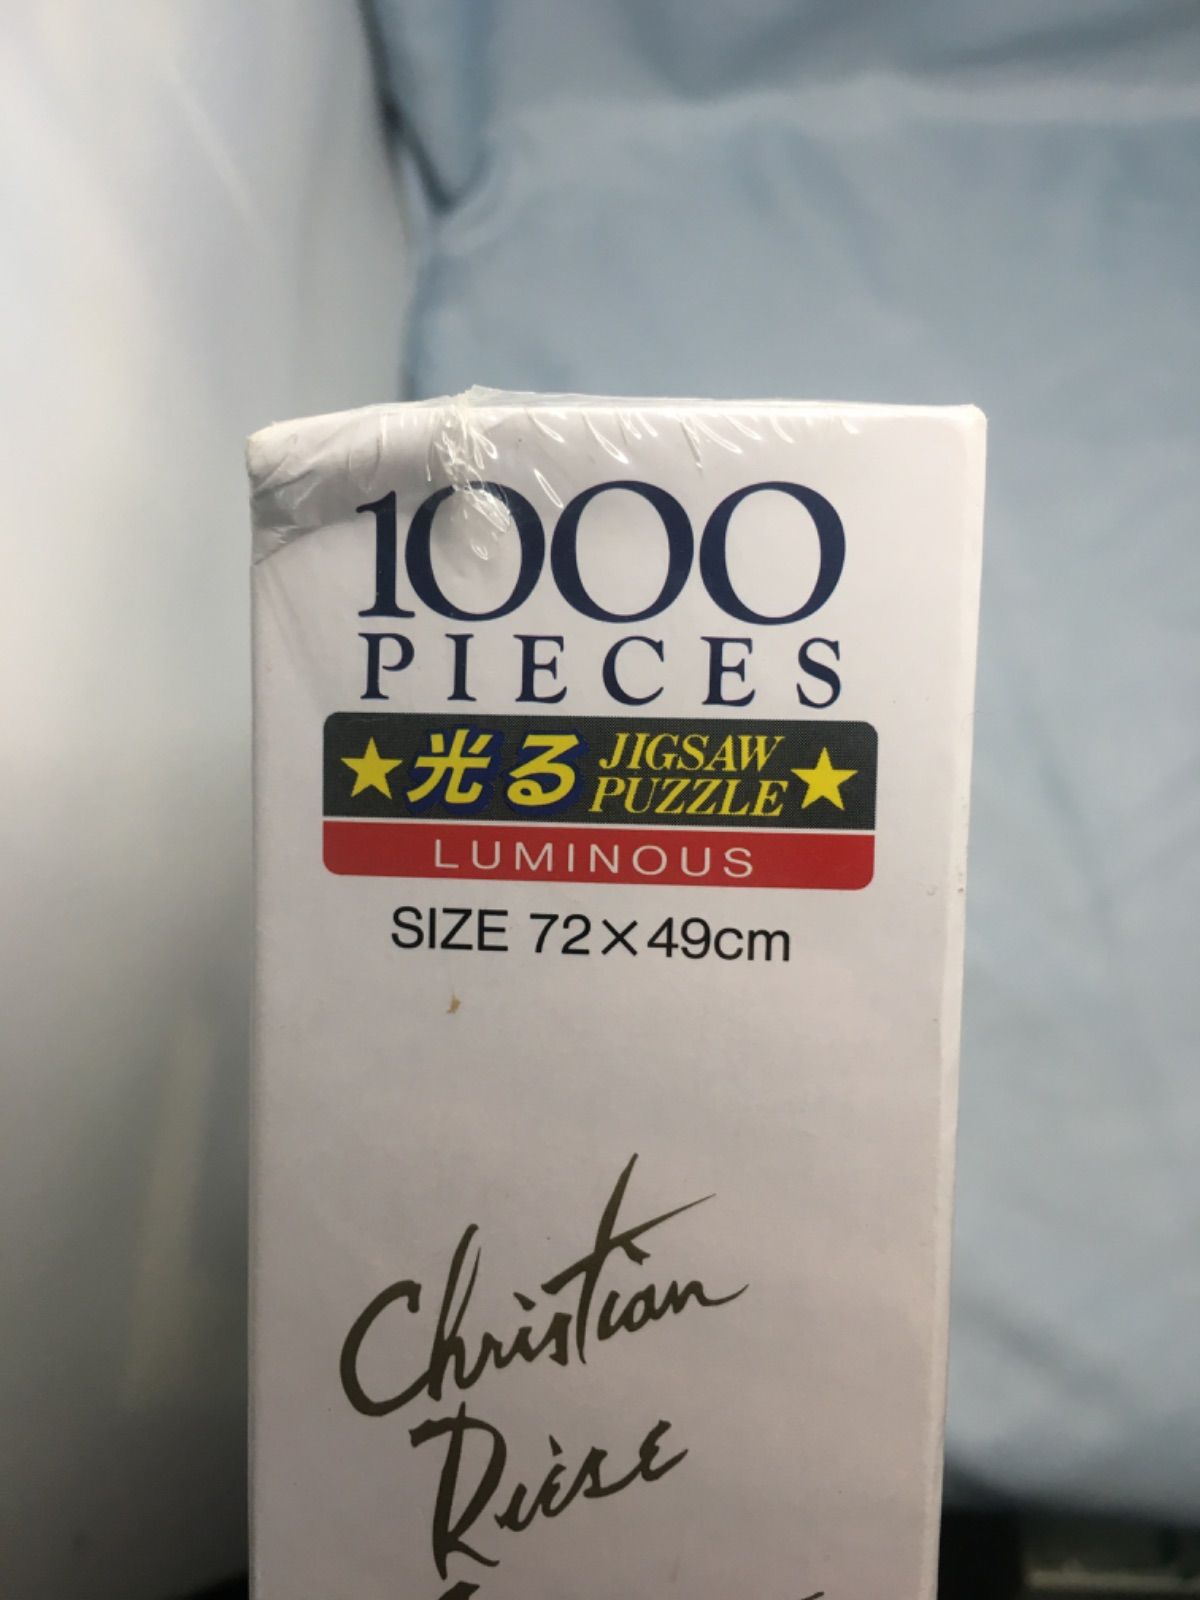 1000
PIECES
★光る JIGSAW PUZZLE★
LUMINOUS
SIZE 72×49cm
Christian
Riese